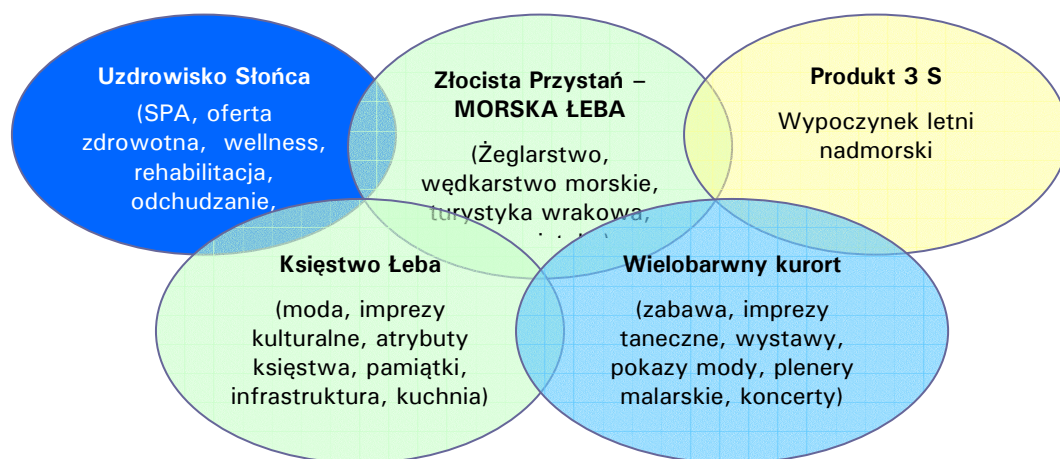 Uzdrowisko Słońca
(SPA, oferta
zdrowotna, wellness,
rehabilitacja,
odchudzanie,
Złocista Przystań –
MORSKA ŁEBA
(Żeglarstwo,
wędkarstwo morskie,
turystyka wrakowa,
Produkt 3 S
Wypoczynek letni
nadmorski
Księstwo Łeba
(moda, imprezy
kulturalne, atrybuty
księstwa, pamiątki,
infrastruktura, kuchnia)
Wielobarwny kurort
(zabawa, imprezy
taneczne, wystawy,
pokazy mody, plenery
malarskie, koncerty)